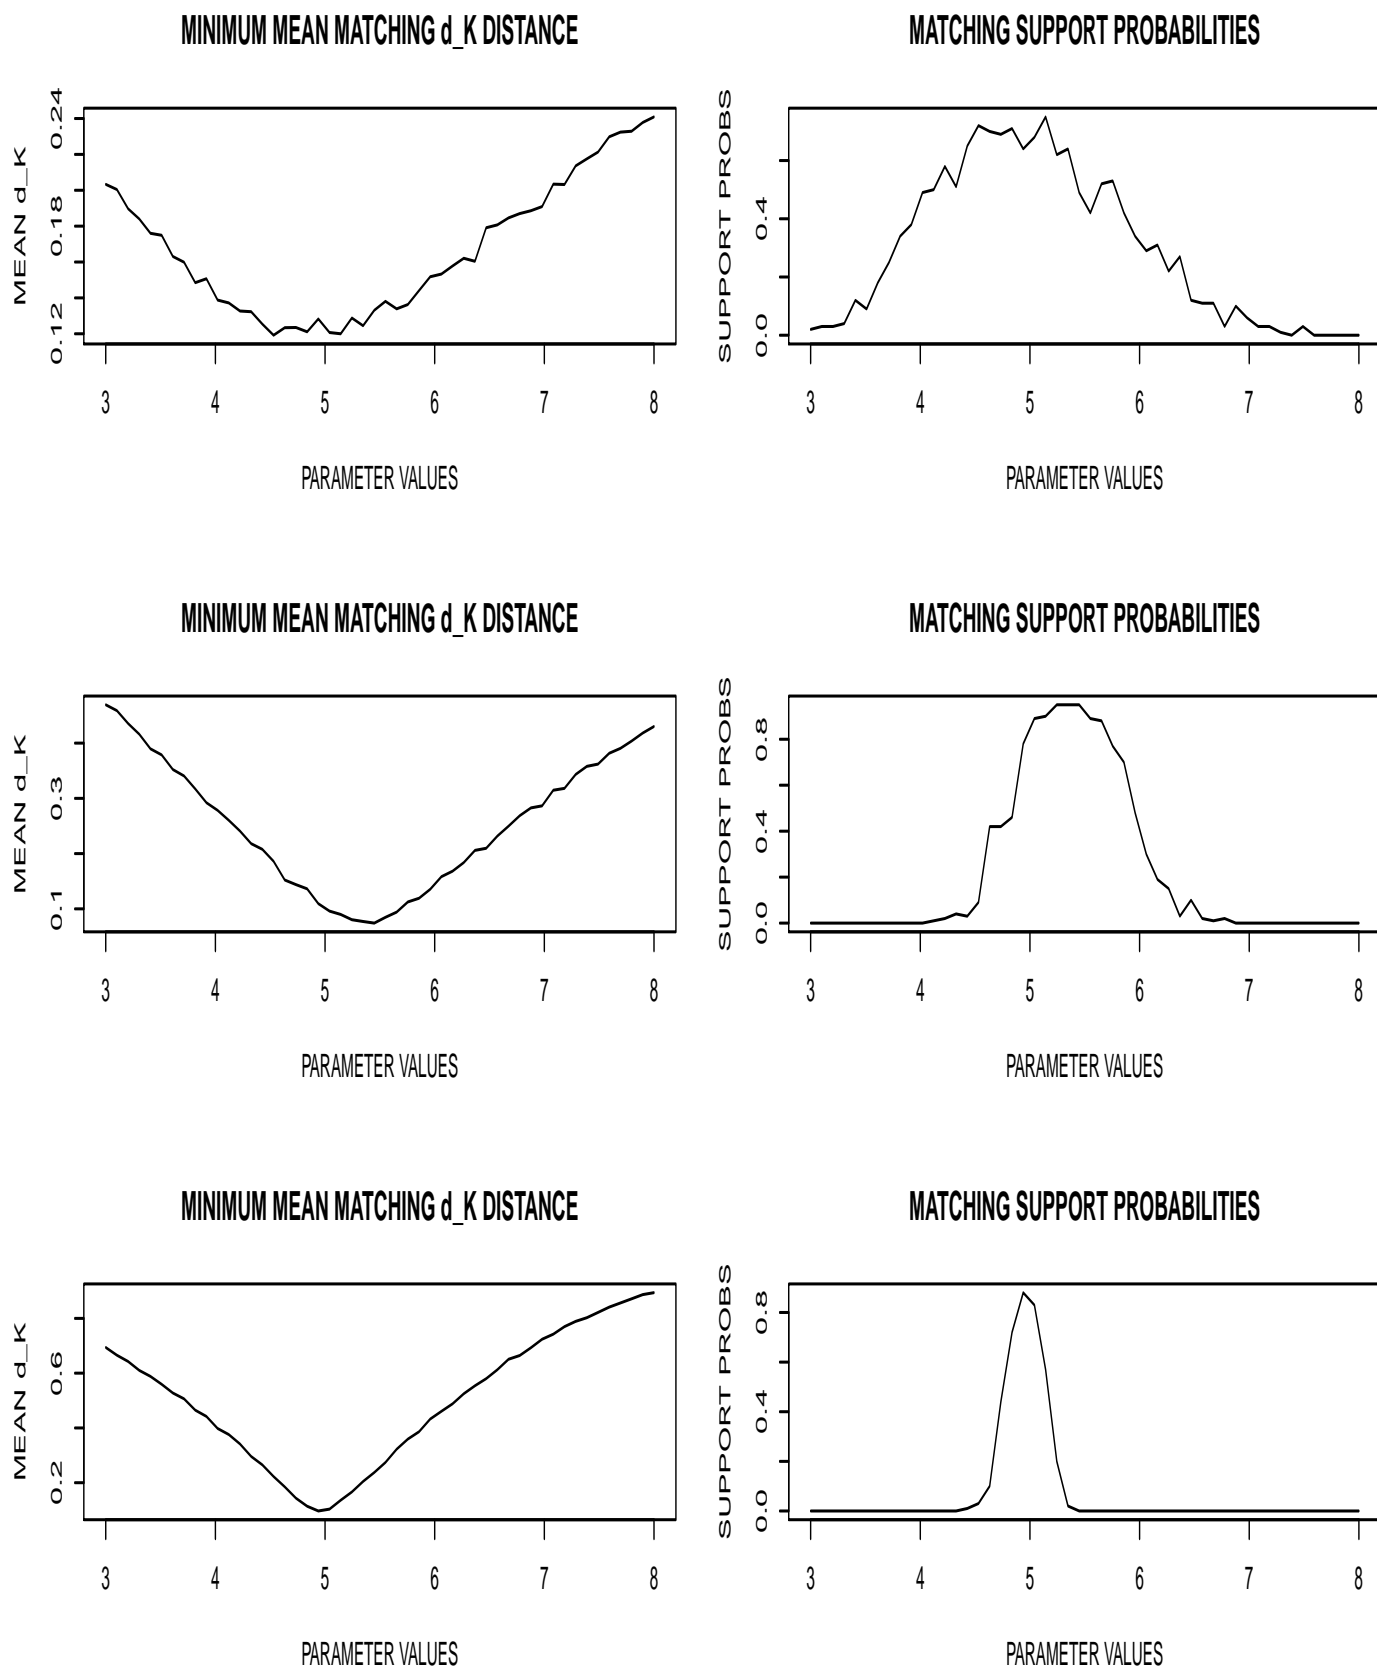 MINIMUM MEAN MATCHING d_K DISTANCE
MEAN d_K
0.12 0.18 0.24
3 4 5 6 7 8
PARAMETER VALUES
MATCHING SUPPORT PROBABILITIES
SUPPORT PROBS
0.0 0.4
3 4 5 6 7 8
PARAMETER VALUES
MINIMUM MEAN MATCHING d_K DISTANCE
MEAN d_K
0.1 0.3
3 4 5 6 7 8
PARAMETER VALUES
MATCHING SUPPORT PROBABILITIES
SUPPORT PROBS
0.0 0.4 0.8
3 4 5 6 7 8
PARAMETER VALUES
MINIMUM MEAN MATCHING d_K DISTANCE
MEAN d_K
0.2 0.6
3 4 5 6 7 8
PARAMETER VALUES
MATCHING SUPPORT PROBABILITIES
SUPPORT PROBS
0.0 0.4 0.8
3 4 5 6 7 8
PARAMETER VALUES